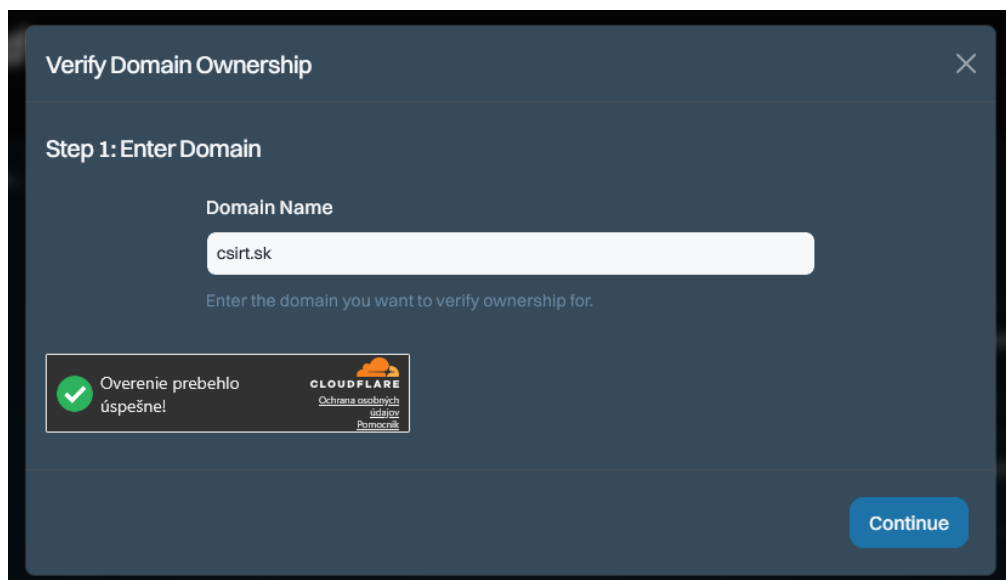 Verify Domain Ownership
Step 1: Enter Domain
Domain Name
csirt.sk
Enter the domain you want to verify ownership for.
Overenie prebehlo
úspešne!
CLOUDFLARE
Ochrana osobných
údajov
Pomocník
Continue